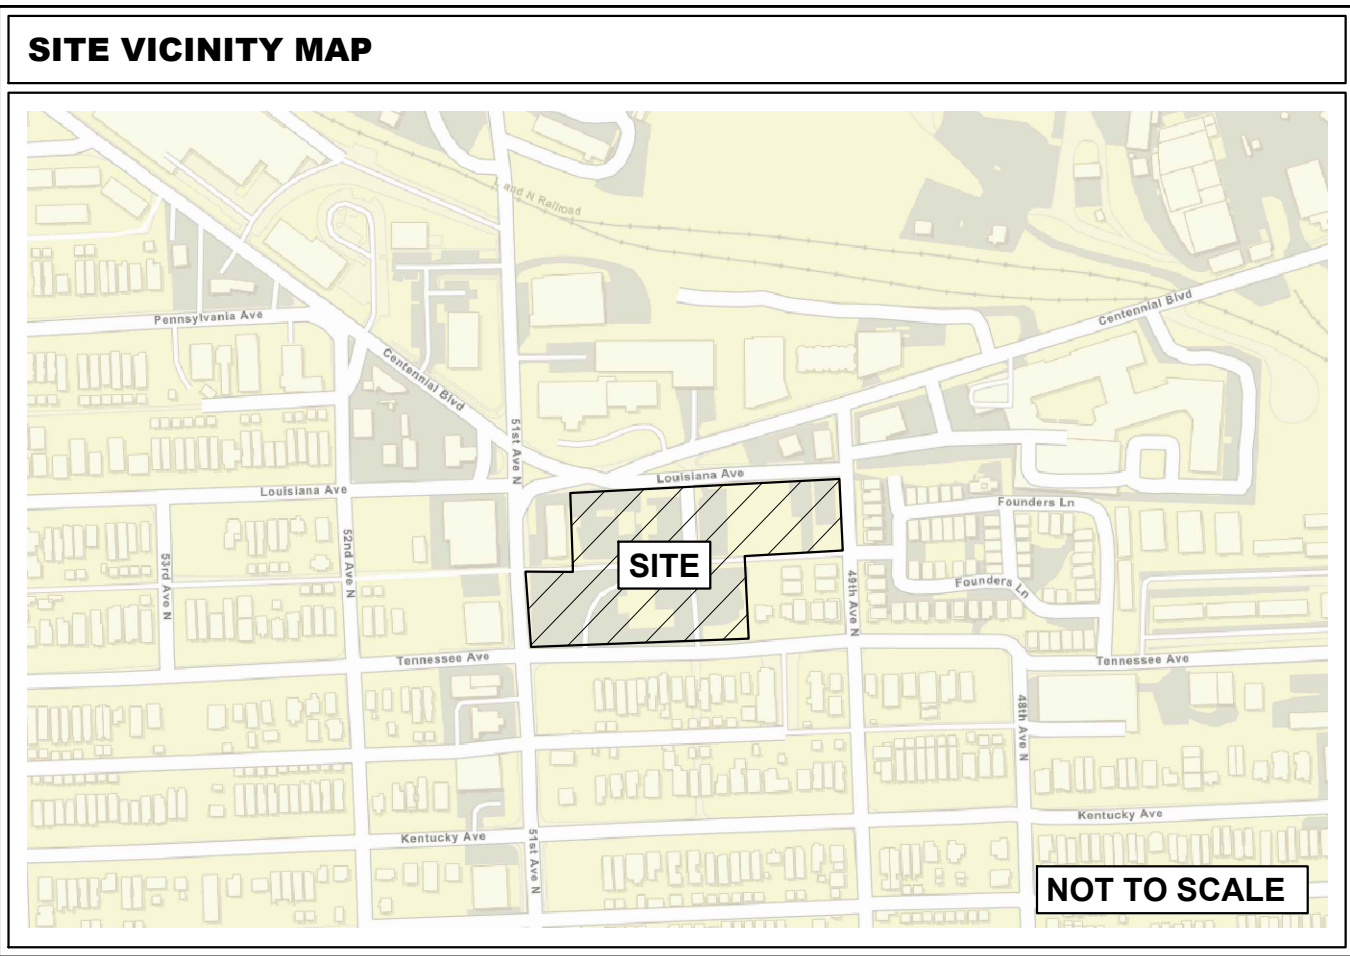 SITE VICINITY MAP
L and N Railroad
Centennial Blvd
Pennsylvania Ave
Centennial Blvd
51st Ave N
Louisiana Ave
Louisiana Ave
Founders Ln
52nd Ave N
53rd Ave N
SITE
49th Ave N
Founders Ln
Tennessee Ave
Tennessee Ave
48th Ave N
Kentucky Ave
Kentucky Ave
51st Ave N
NOT TO SCALE